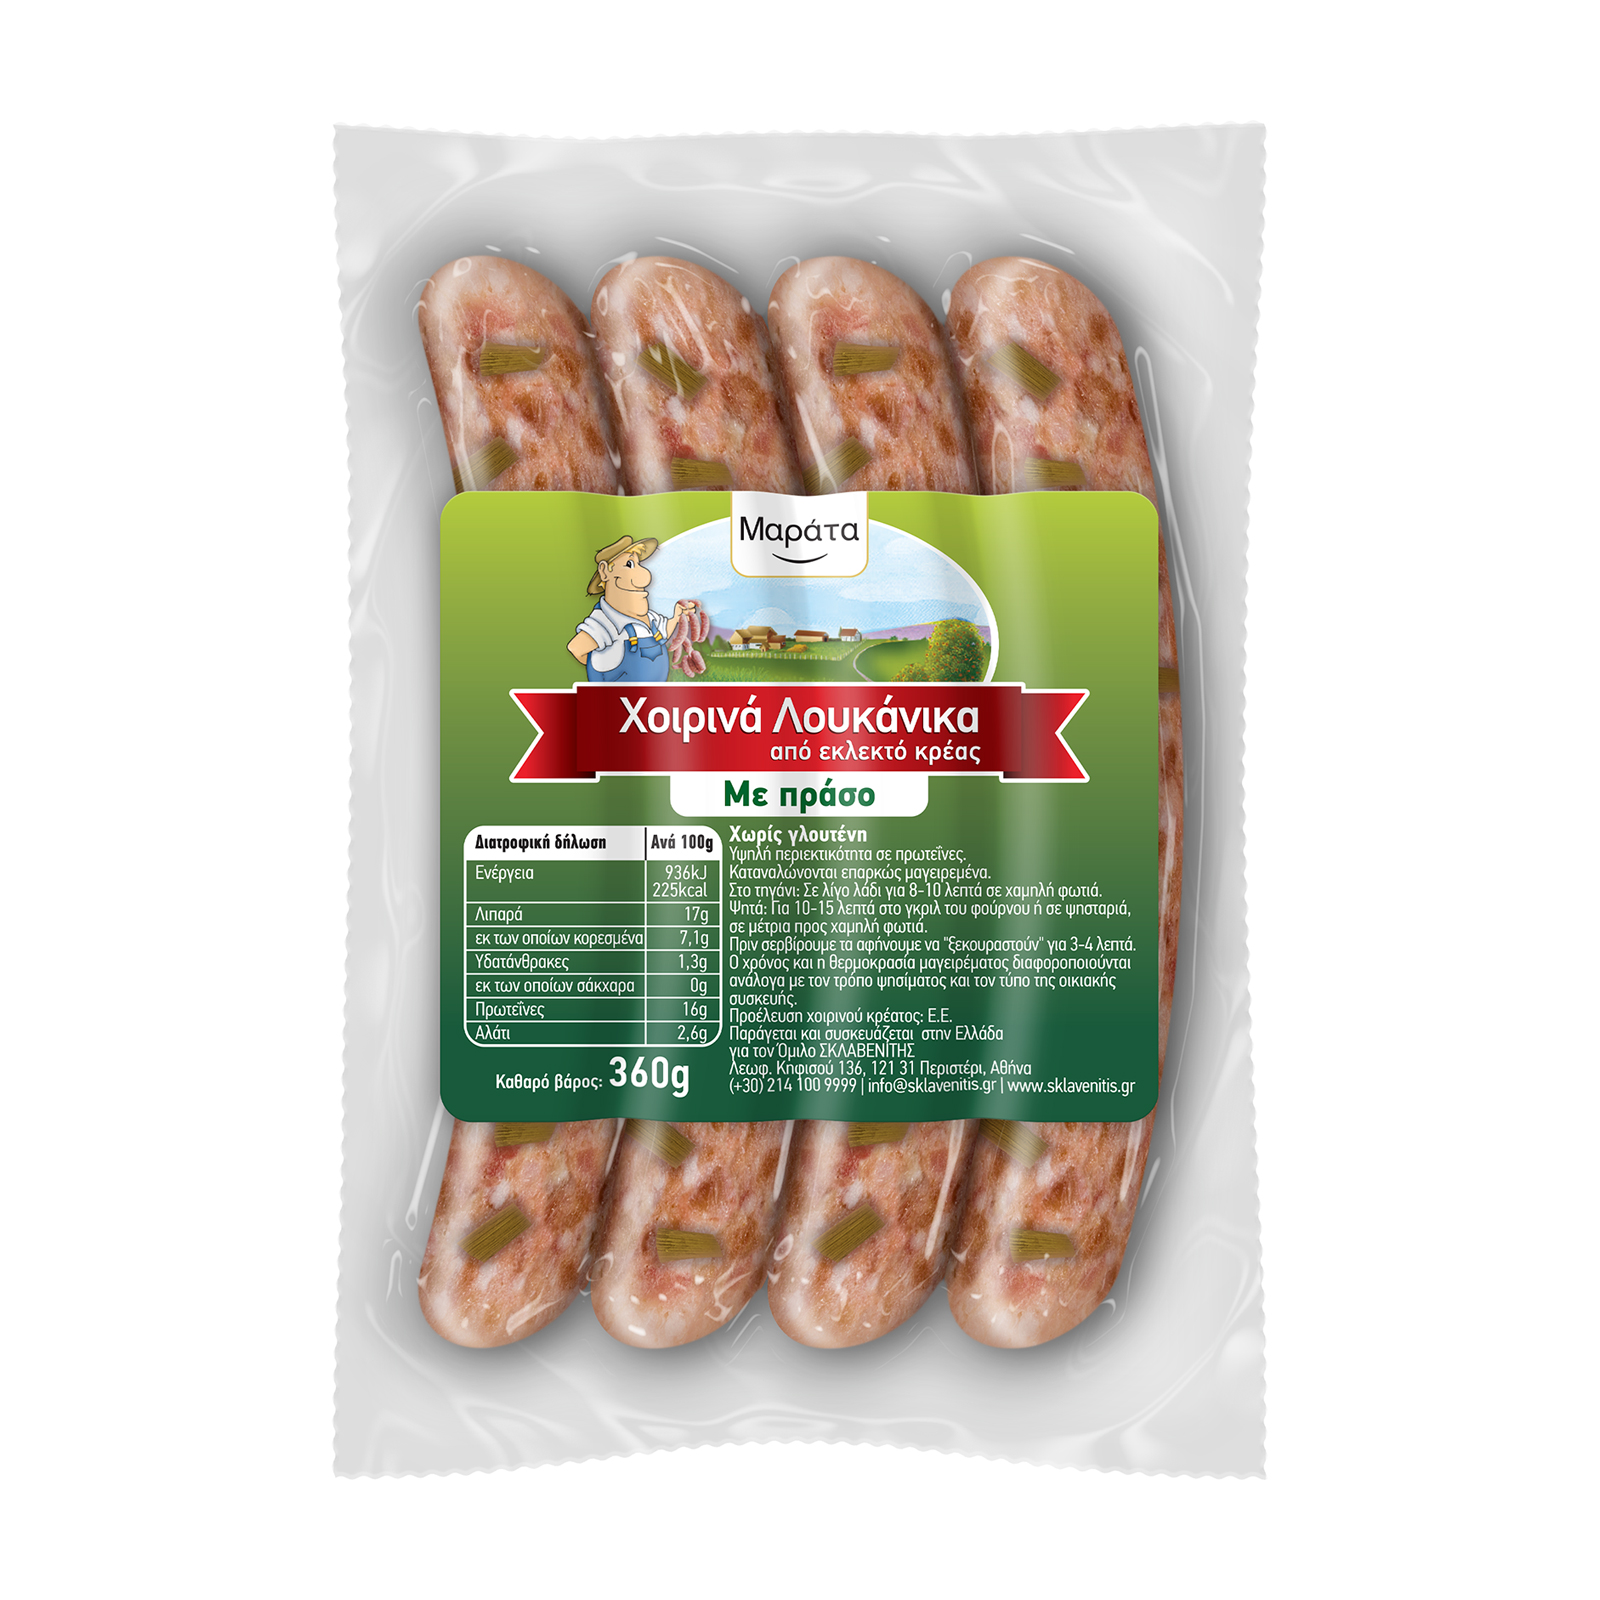 Μαράτα
Χοιρινά Λουκάνικα
από εκλεκτό κρέας
Με πράσο
Διατροφική δήλωση Ανά 100g
Ενέργεια 936kJ
225kcal
Λιπαρά 17g
εκ των οποίων κορεσμένα 7,1g
Υδατάνθρακες 1,3g
εκ των οποίων σάκχαρα 0g
Πρωτεΐνες 16g
Αλάτι 2,6g
Καθαρό βάρος: 360g
Χωρίς γλουτένη
Υψηλή περιεκτικότητα σε πρωτεΐνες.
Καταναλώνονται επαρκώς μαγειρεμένα.
Στο τηγάνι: Σε λίγο λάδι για 8-10 λεπτά σε χαμηλή φωτιά.
Ψητά: Για 10-15 λεπτά στο γκριλ του φούρνου ή σε ψησταριά,
σε μέτρια προς χαμηλή φωτιά.
Πριν σερβίρουμε τα αφήνουμε να "ξεκουραστούν" για 3-4 λεπτά.
Ο χρόνος και η θερμοκρασία μαγειρέματος διαφοροποιούνται
ανάλογα με τον τρόπο ψησίματος και τον τύπο της οικιακής
συσκευής.
Προέλευση χοιρινού κρέατος: Ε.Ε.
Παράγεται και συσκευάζεται στην Ελλάδα
για τον Όμιλο ΣΚΛΑΒΕΝΙΤΗΣ
Λεωφ. Κηφισού 136, 121 31 Περιστέρι, Αθήνα
(+30) 214 100 9999 | info@sklavenitis.gr | www.sklavenitis.gr